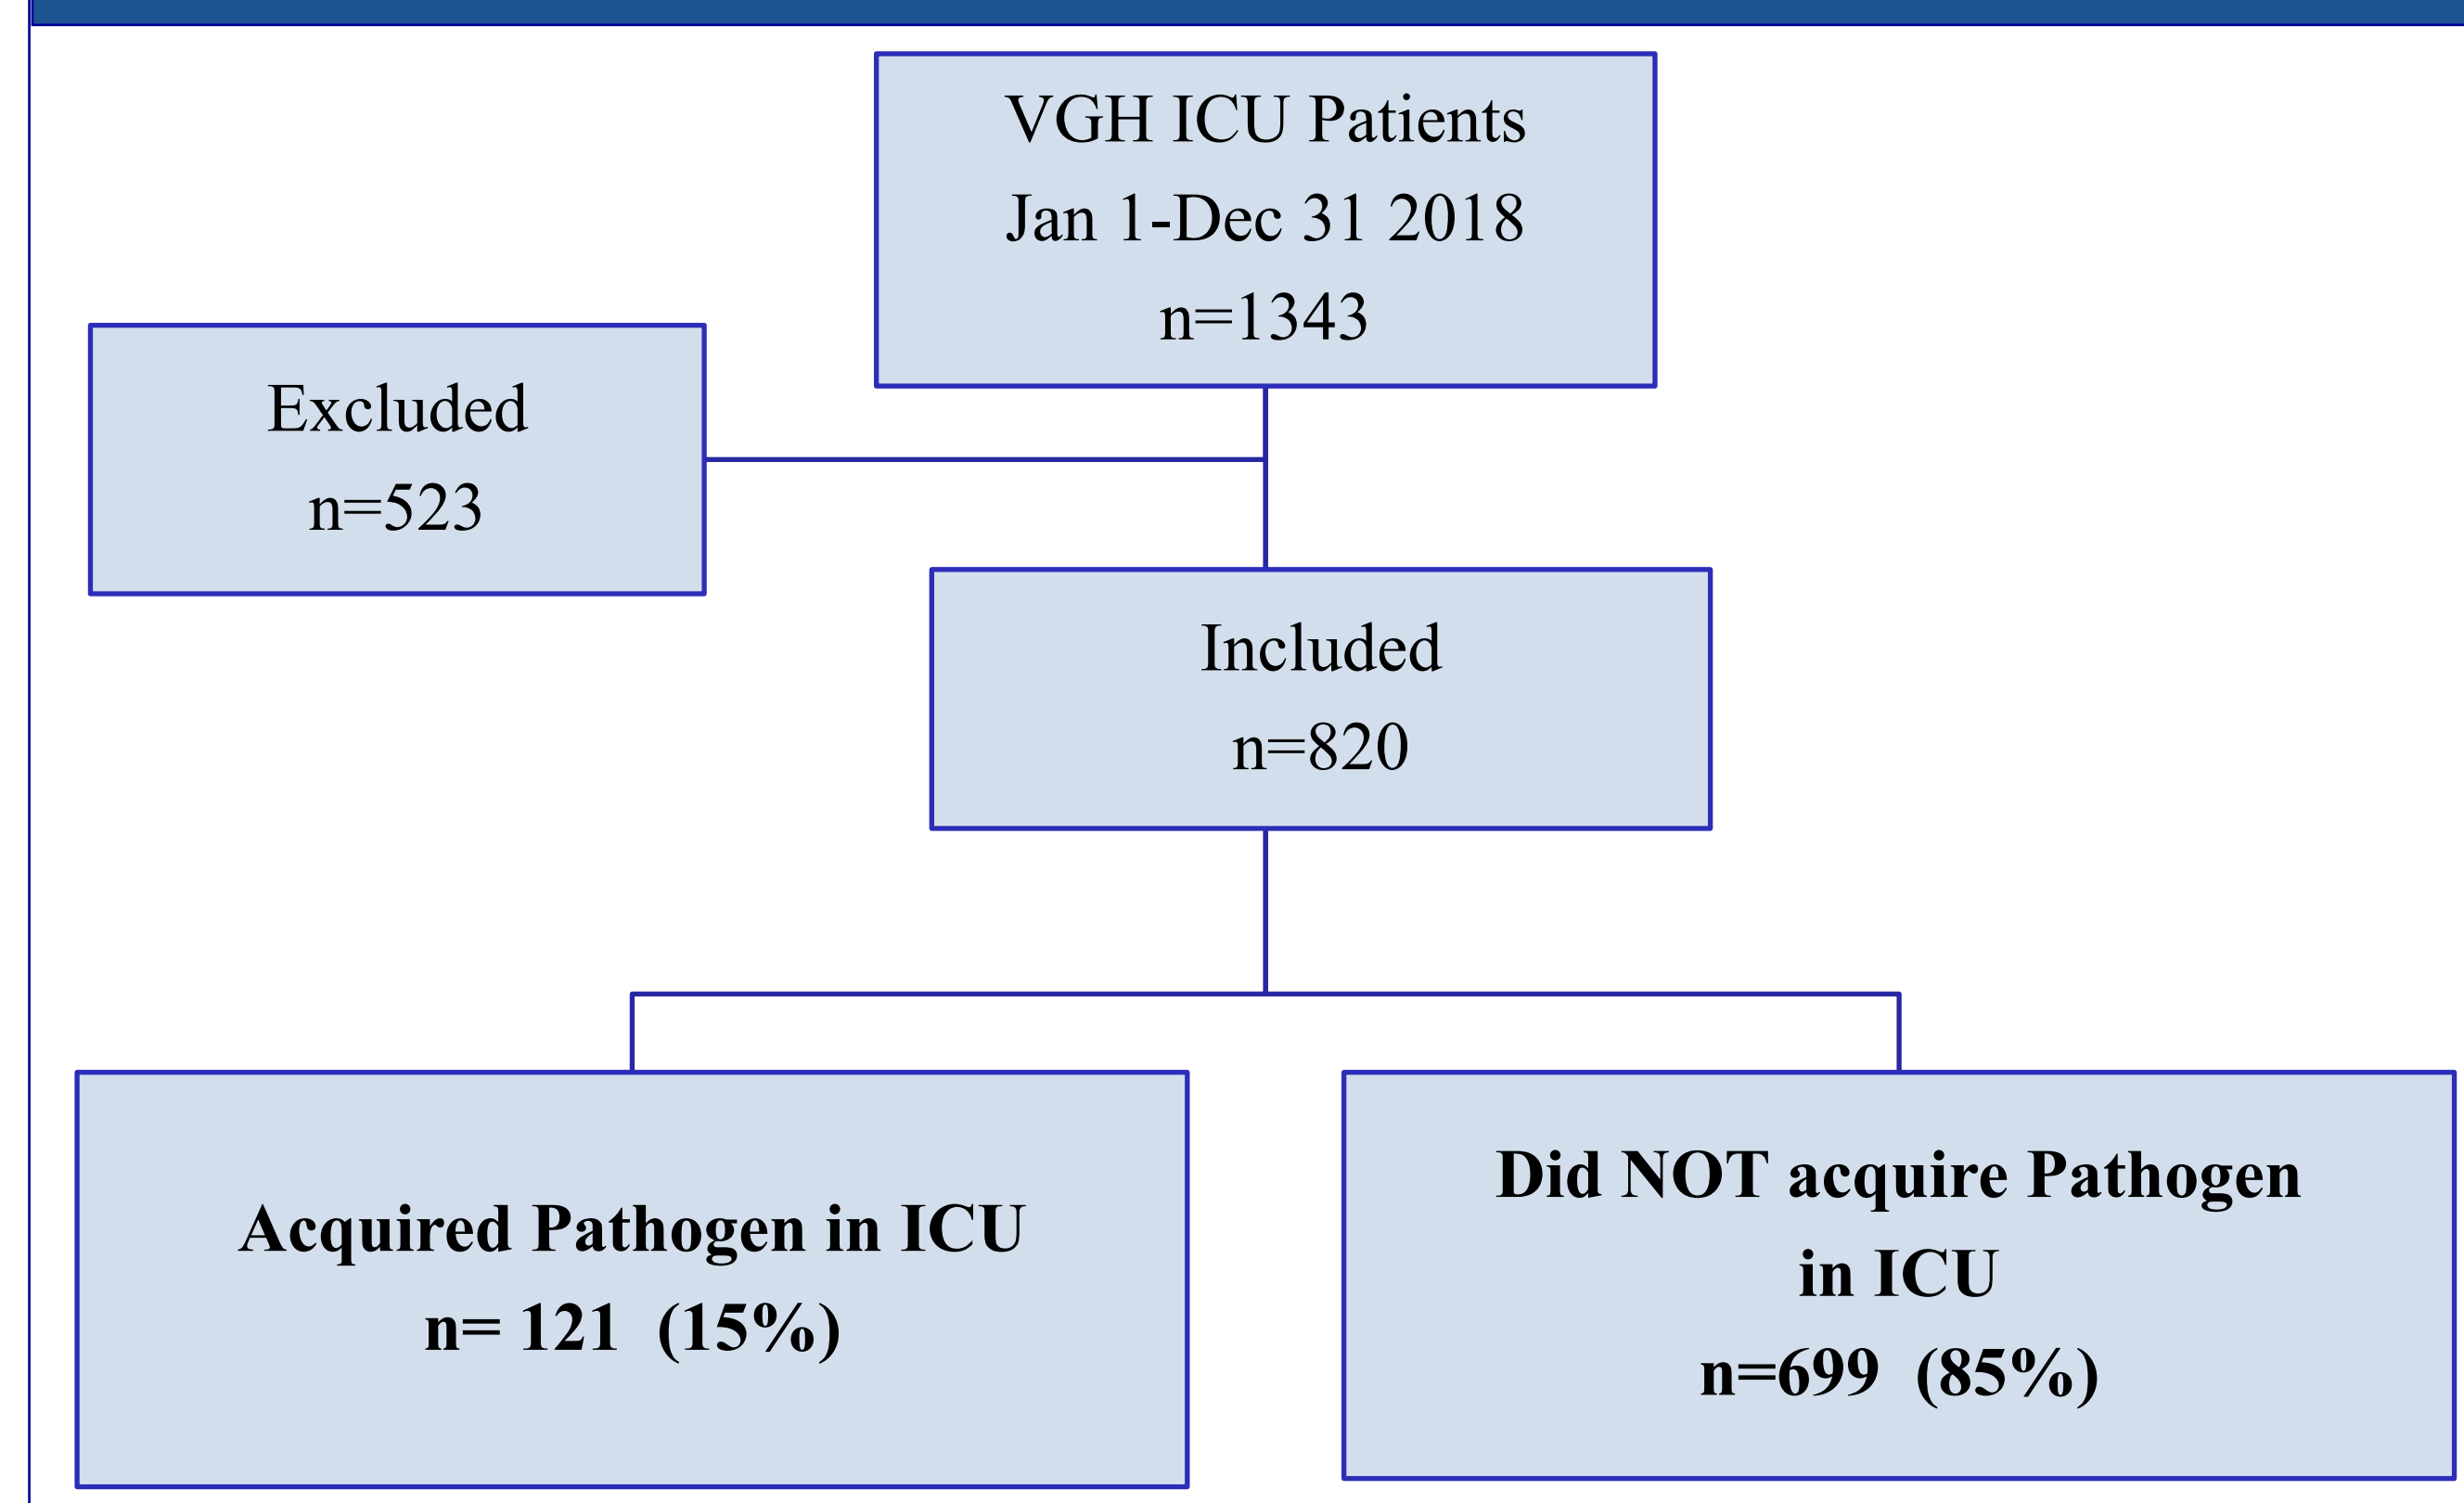 VGH ICU Patients
Jan 1-Dec 31 2018
n=1343
Excluded
n=523
Included
n=820
Acquired Pathogen in ICU
n= 121  (15%)
Did NOT acquire Pathogen
in ICU
n=699  (85%)